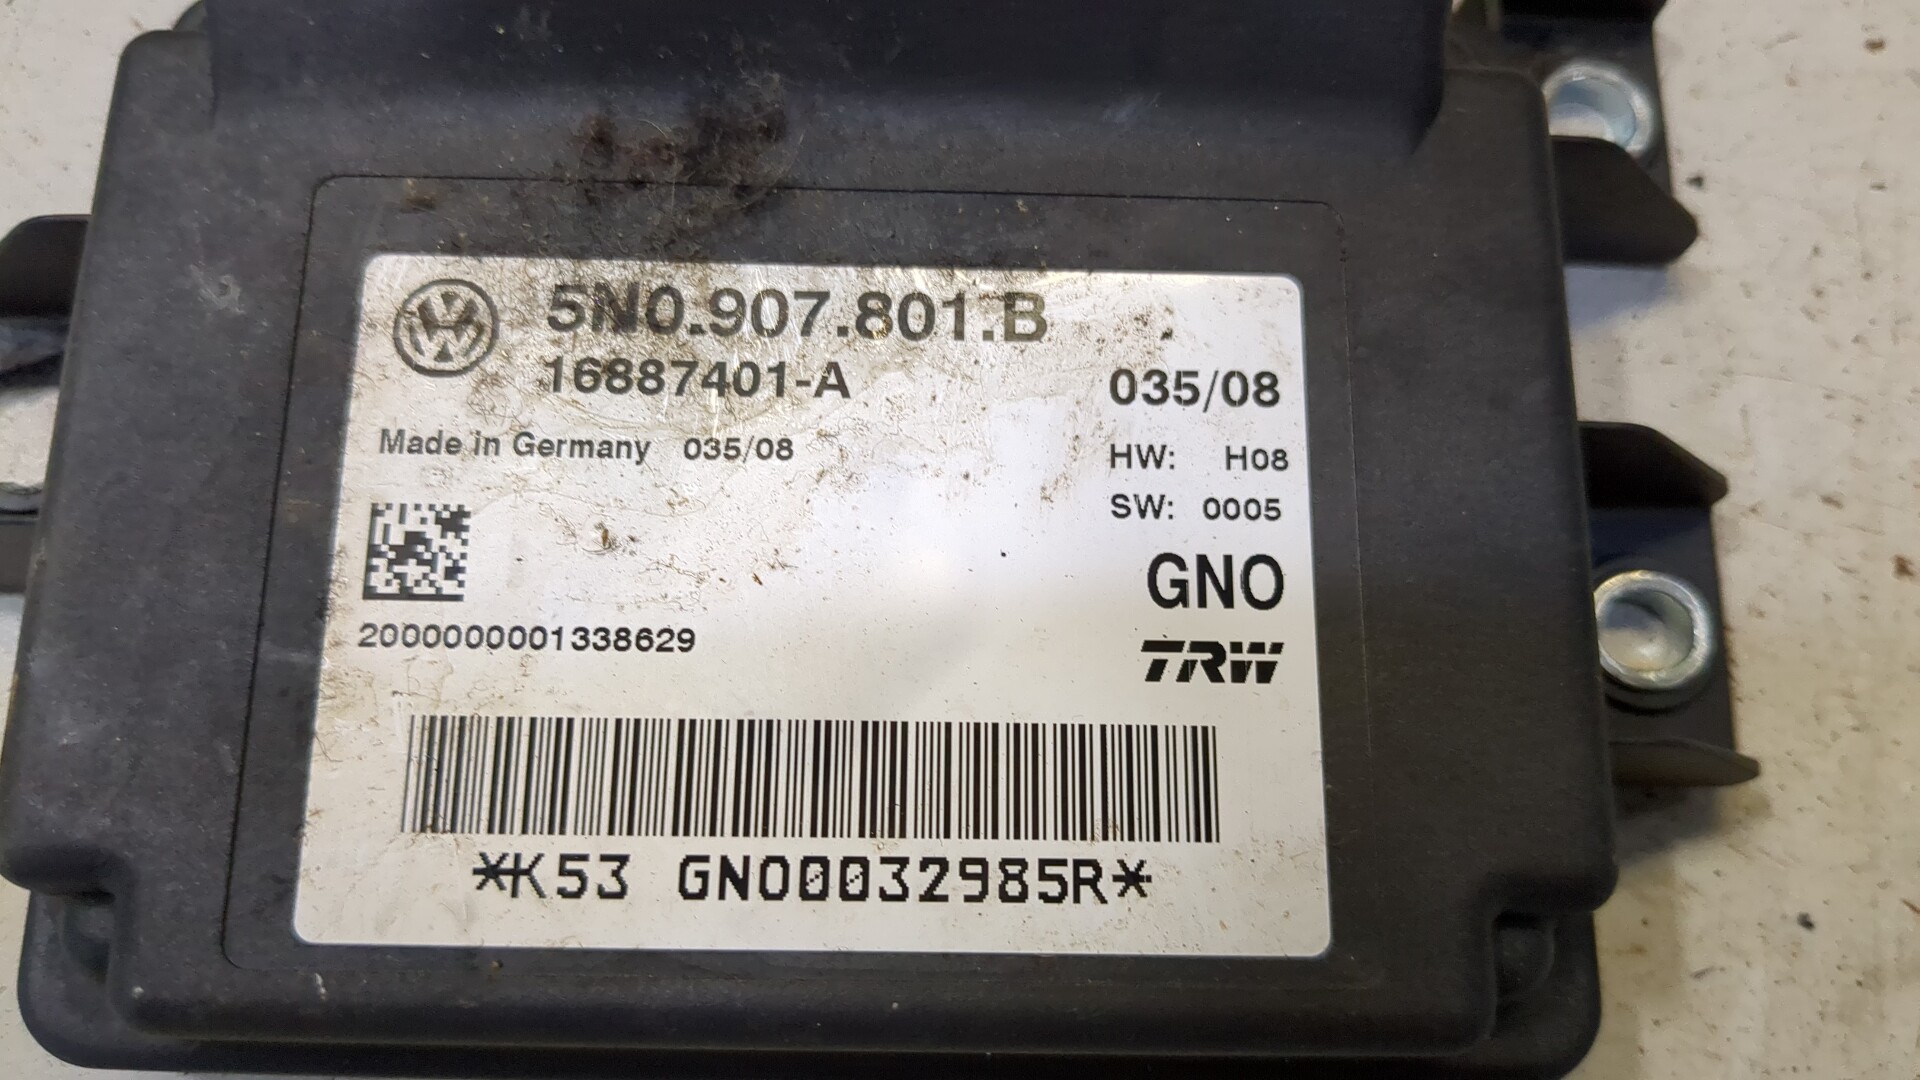 5N0.907.801.B
16887401-A
035/08
Made in Germany 035/08
HW: H08
SW: 0005
GNO
TRW
2000000001338629
*K53 GNO00032985R*